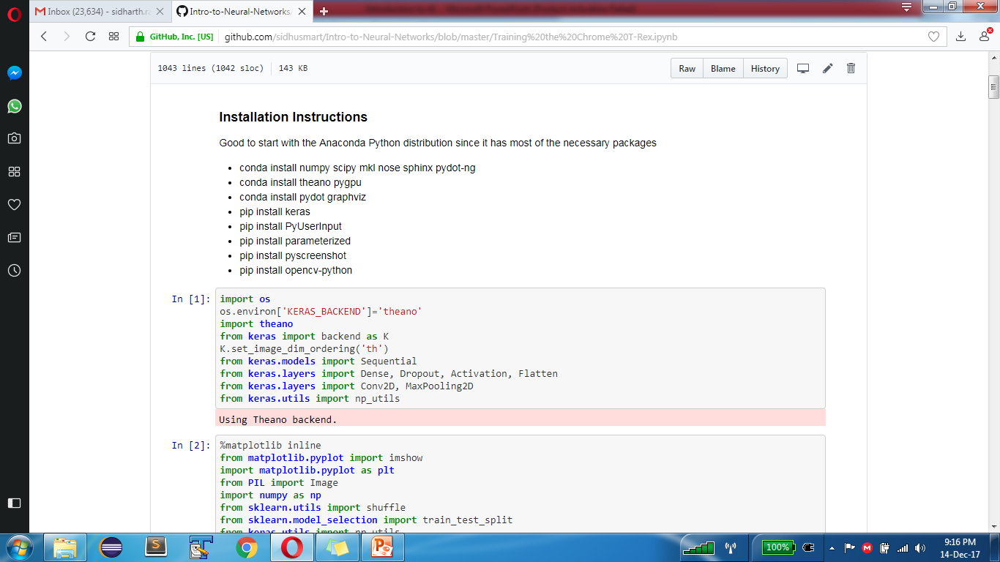 Inbox (23,634) - sidharth.r
Intro-to-Neural-Networks
GitHub, Inc. [US]
github.com/sidhusmart/Intro-to-Neural-Networks/blob/master/Training%20the%20Chrome%20T-Rex.ipynb
1043 lines (1042 sloc)
143 KB
Raw
Blame
History
Installation Instructions
Good to start with the Anaconda Python distribution since it has most of the necessary packages
• conda install numpy scipy mkl nose sphinx pydot-ng
• conda install theano pygpu
• conda install pydot graphviz
• pip install keras
• pip install PyUserInput
• pip install parameterized
• pip install pyscreenshot
• pip install opencv-python
In [1]:
import os
os.environ['KERAS_BACKEND']='theano'
import theano
from keras import backend as K
K.set_image_dim_ordering('th')
from keras.models import Sequential
from keras.layers import Dense, Dropout, Activation, Flatten
from keras.layers import Conv2D, MaxPooling2D
from keras.utils import np_utils
Using Theano backend.
In [2]:
%matplotlib inline
from matplotlib.pyplot import imshow
import matplotlib.pyplot as plt
from PIL import Image
import numpy as np
from sklearn.utils import shuffle
from sklearn.model_selection import train_test_split
from keras.utils import np_utils
100%
9:16 PM
14-Dec-17